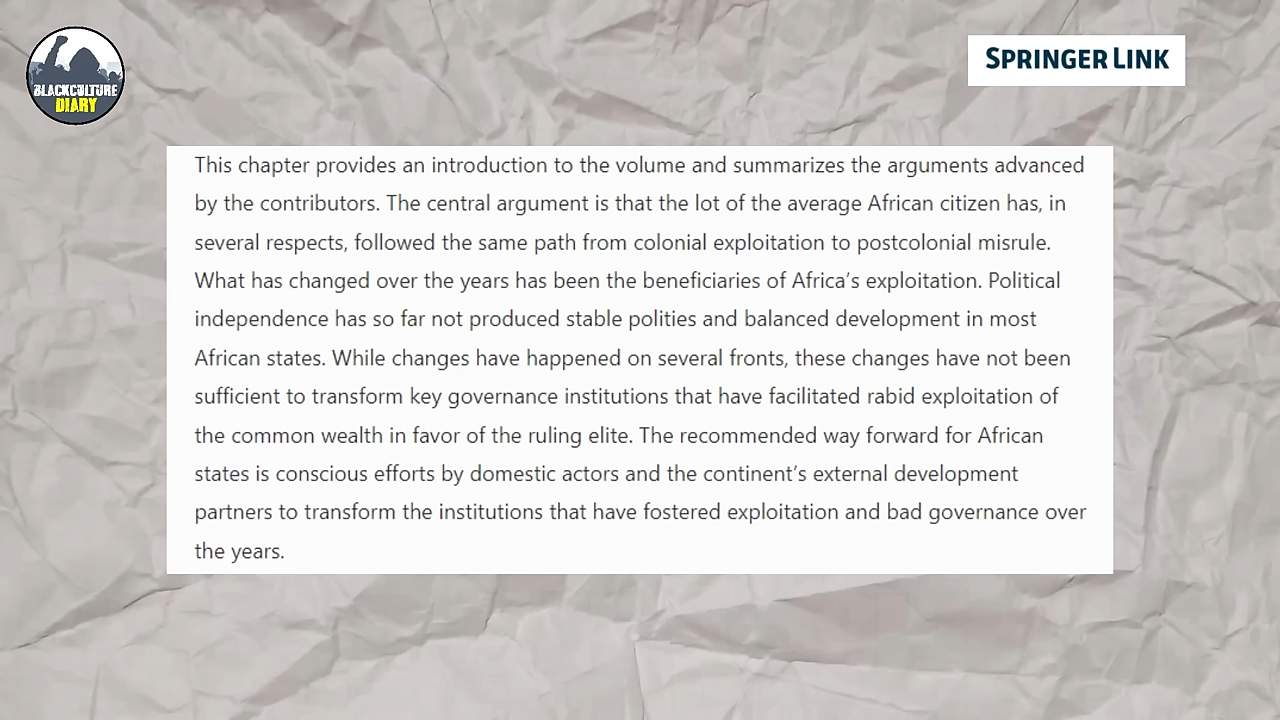 BLACKCULTURE
DIARY
SPRINGER LINK
This chapter provides an introduction to the volume and summarizes the arguments advanced
by the contributors. The central argument is that the lot of the average African citizen has, in
several respects, followed the same path from colonial exploitation to postcolonial misrule.
What has changed over the years has been the beneficiaries of Africa’s exploitation. Political
independence has so far not produced stable polities and balanced development in most
African states. While changes have happened on several fronts, these changes have not been
sufficient to transform key governance institutions that have facilitated rabid exploitation of
the common wealth in favor of the ruling elite. The recommended way forward for African
states is conscious efforts by domestic actors and the continent’s external development
partners to transform the institutions that have fostered exploitation and bad governance over
the years.